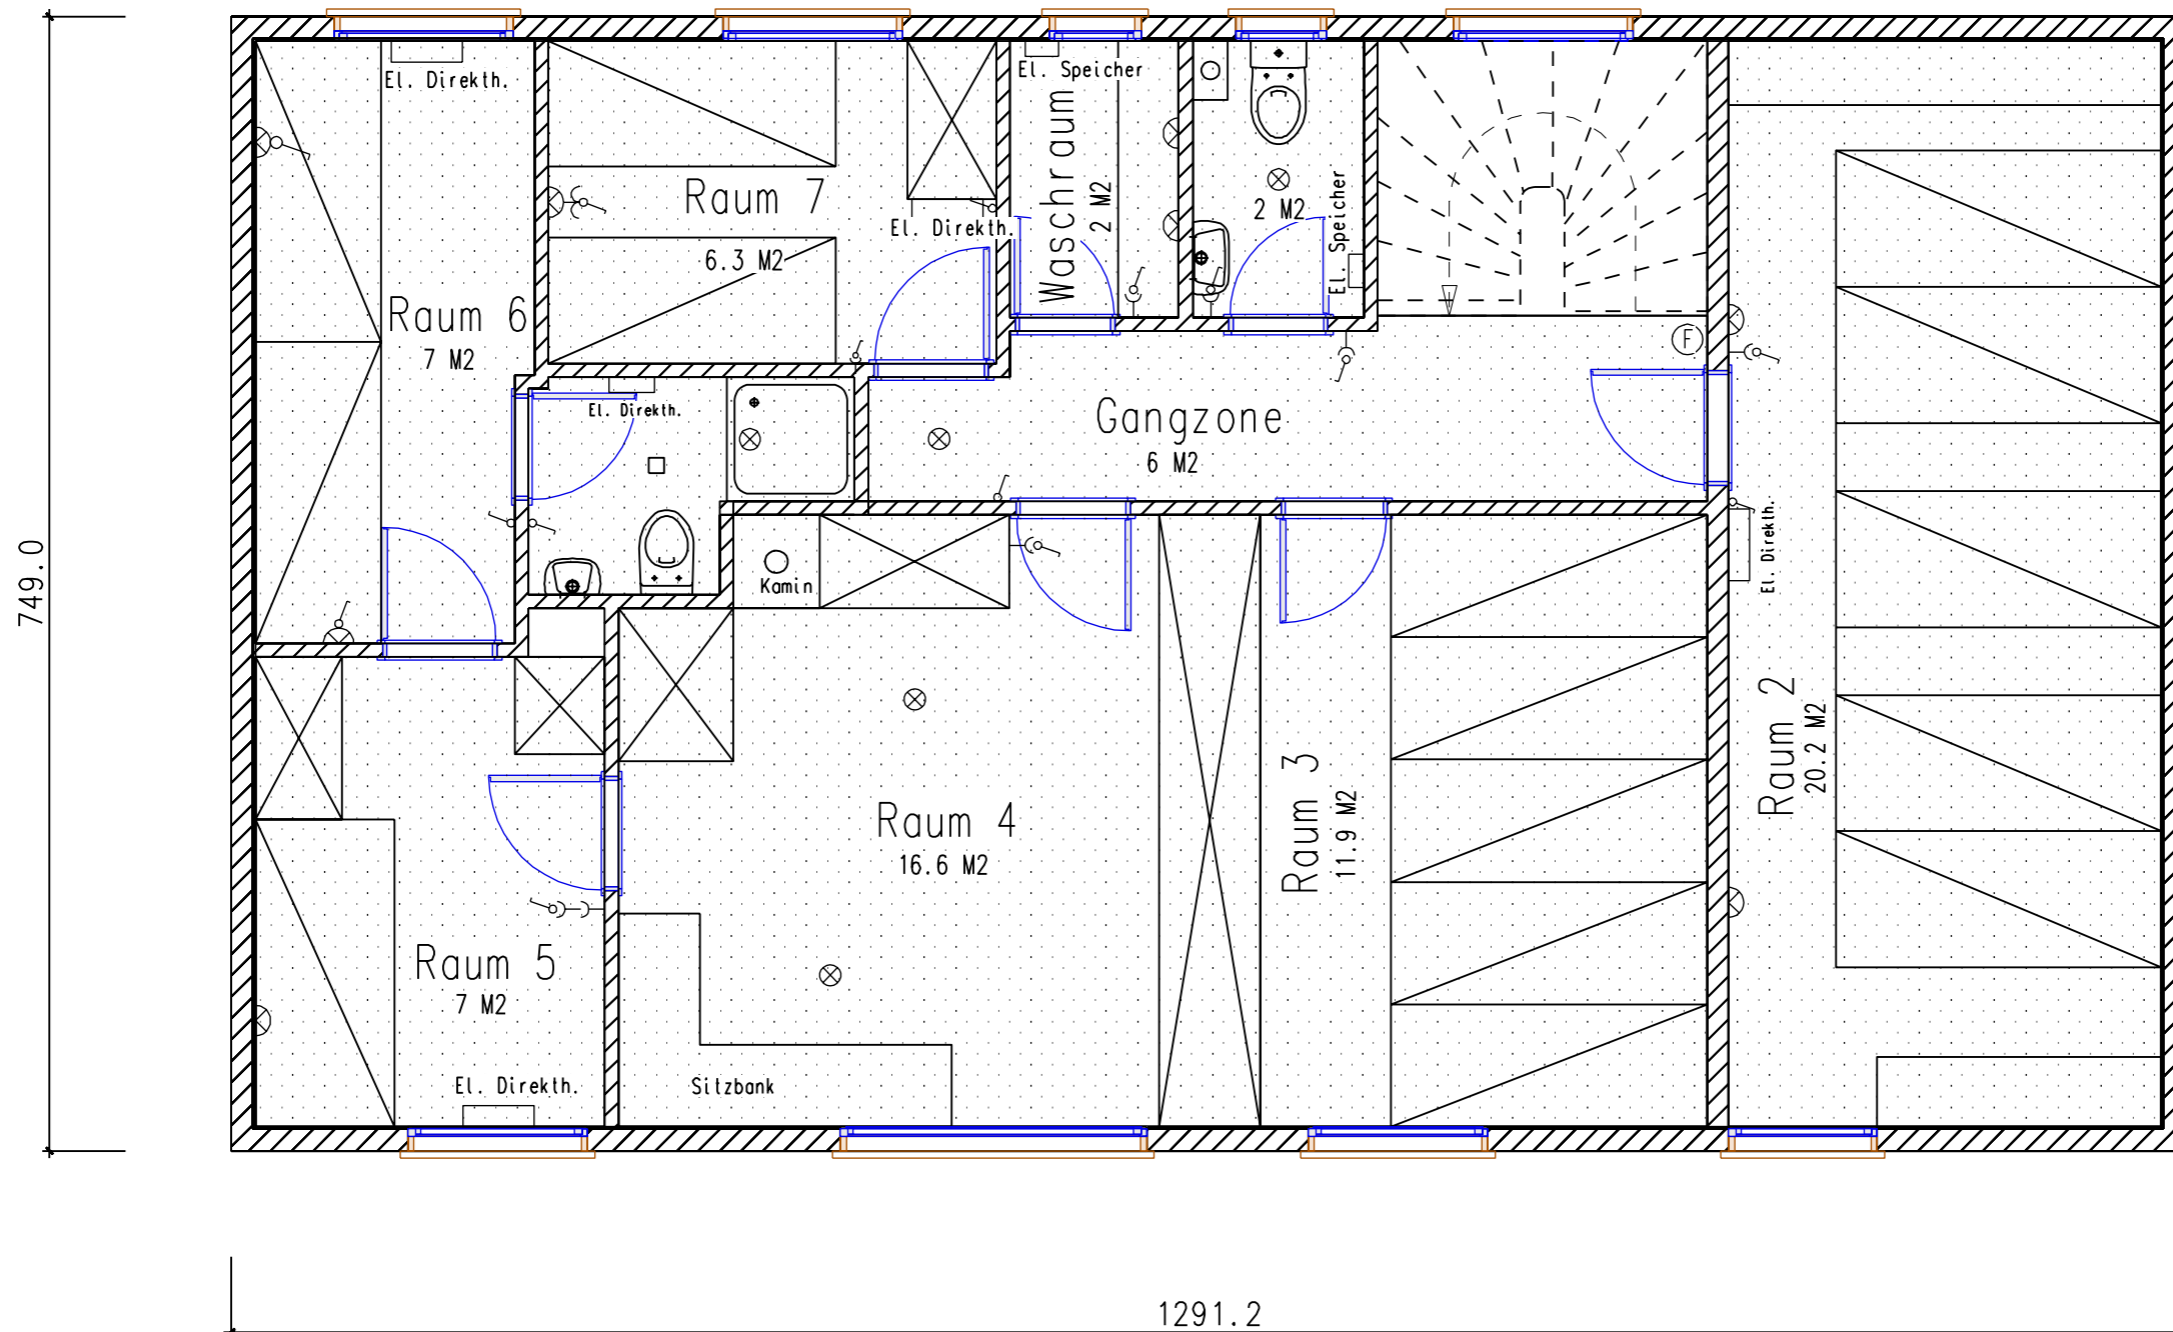 El. Direkth.
El. Speicher
Raum 7
6.3 M2
El. Direkth.
Waschraum
2 M2
2 M2
El. Speicher
Raum 6
7 M2
F
El. Direkth.
Gangzone
6 M2
El. Direkth.
Kamin
749.0
Raum 2
20.2 M2
Raum 4
16.6 M2
Raum 3
11.9 M2
Raum 5
7 M2
El. Direkth.
Sitzbank
1291.2